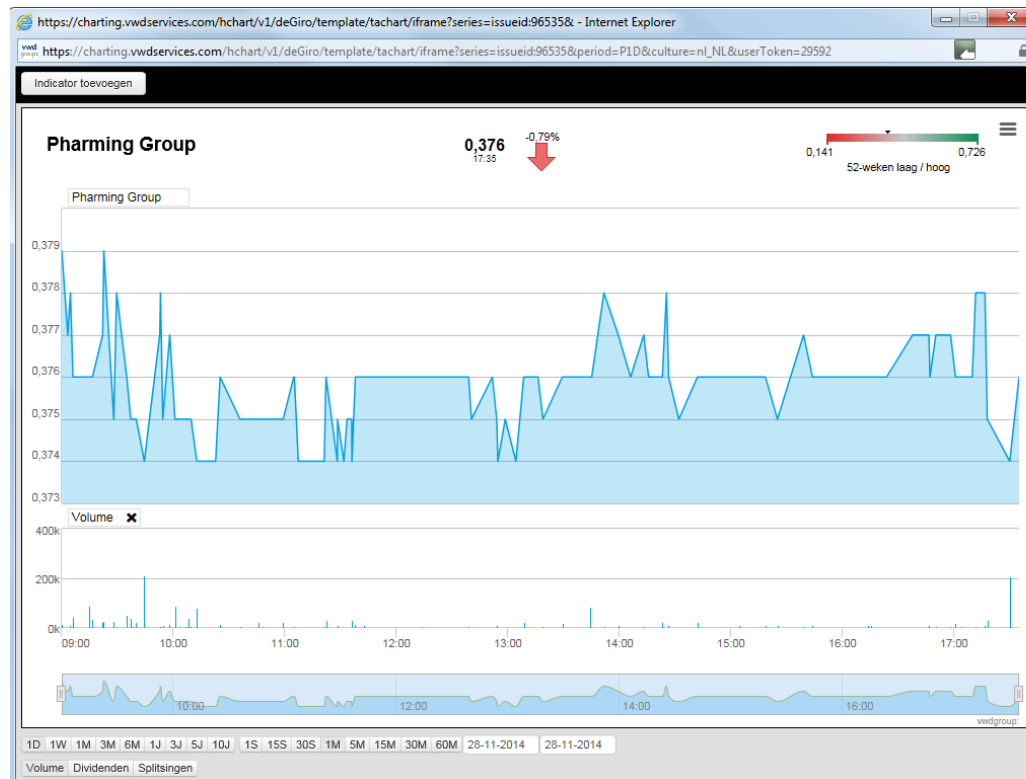 https://charting.vwdservices.com/hchart/v1/deGiro/template/tachart/iframe?series=issueid:96535& - Internet Explorer
vwd group: https://charting.vwdservices.com/hchart/v1/deGiro/template/tachart/iframe?series=issueid:96535&period=P1D&culture=nl_NL&userToken=29592
Indicator toevoegen
Pharming Group
0,376
17:35
-0,79%
0,141 0,726
52-weken laag / hoog
Pharming Group
0,379
0,378
0,377
0,376
0,375
0,374
0,373
Volume
400k
200k
0k
09:00 10:00 11:00 12:00 13:00 14:00 15:00 16:00 17:00
10:00 12:00 14:00 16:00
vwdgroup:
1D 1W 1M 3M 6M 1J 3J 5J 10J 1S 15S 30S 1M 5M 15M 30M 60M 28-11-2014 28-11-2014
Volume Dividenden Splitsingen